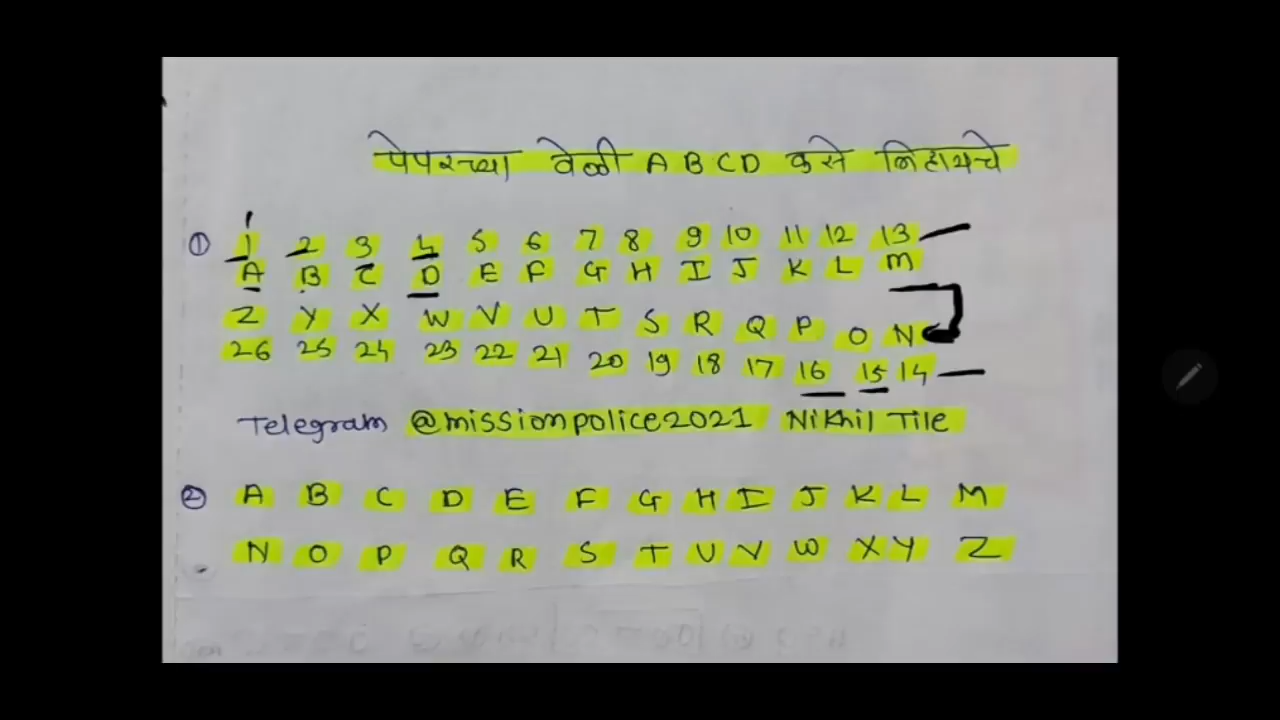 पेपरच्या वेळी A B C D कसे लिहायचे
① 1 2 3 4 5 6 7 8 9 10 11 12 13
A B C D E F G H I J K L M
Z Y X W V U T S R Q P O N
26 25 24 23 22 21 20 19 18 17 16 15 14
Telegram @missionpolice2021 Nikhil Tile
② A B C D E F G H I J K L M
N O P Q R S T U V W X Y Z